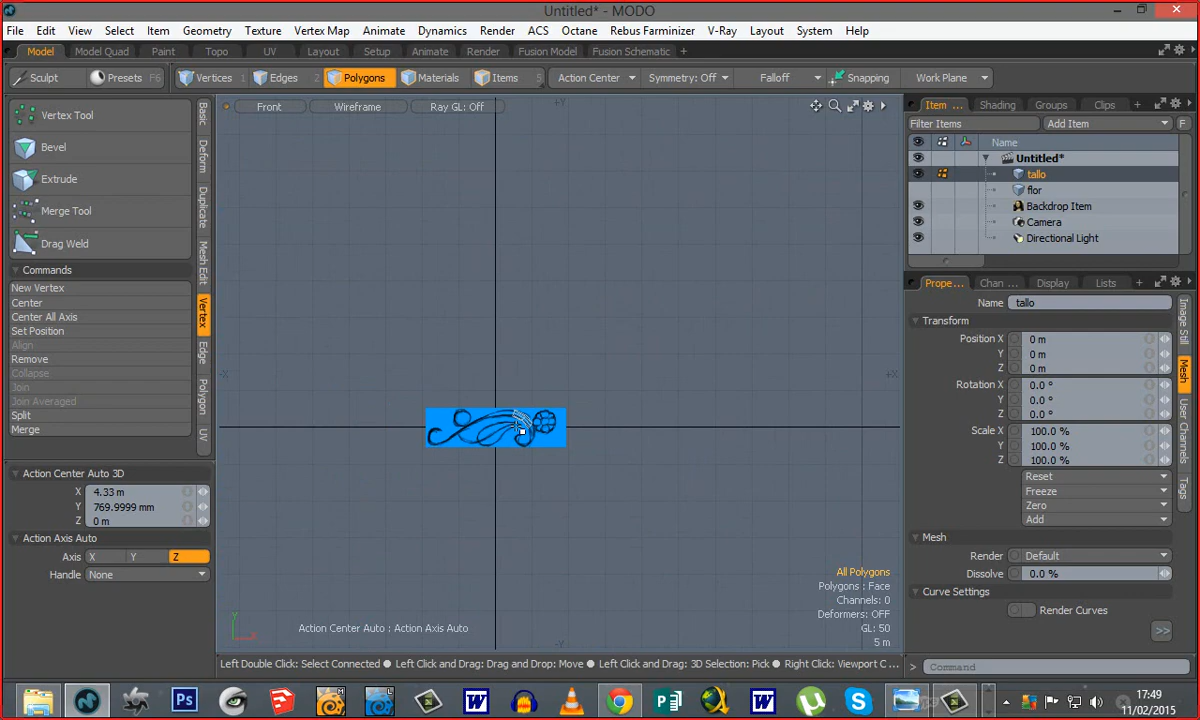 Untitled* - MODO
File Edit View Select Item Geometry Texture Vertex Map Animate Dynamics Render ACS Octane Rebus Farminizer V-Ray Layout System Help
Model Model Quad Paint Topo UV Layout Setup Animate Render Fusion Model Fusion Schematic +
Sculpt Presets F6 Vertices 1 Edges 2 Polygons Materials Items 5 Action Center Symmetry: Off Falloff Snapping Work Plane
Vertex Tool
Bevel
Extrude
Merge Tool
Drag Weld
Commands
New Vertex
Center
Center All Axis
Set Position
Align
Remove
Collapse
Join
Join Averaged
Split
Merge
Basic
Deform
Duplicate
Mesh Edit
Vertex
Edge
Polygon
UV
Action Center Auto 3D
X 4.33 m
Y 769.9999 mm
Z 0 m
Action Axis Auto
Axis X Y Z
Handle None
Front Wireframe Ray GL: Off
+Y
-X
+X
-Y
All Polygons
Polygons : Face
Channels: 0
Deformers: OFF
GL: 50
5 m
Action Center Auto : Action Axis Auto
Y
X
Item ... Shading Groups Clips +
Filter Items Add Item F
Name
Untitled*
tallo
flor
Backdrop Item
Camera
Directional Light
Prope... Chan ... Display Lists +
Name tallo
Transform
Position X 0 m
Y 0 m
Z 0 m
Rotation X 0.0 °
Y 0.0 °
Z 0.0 °
Scale X 100.0 %
Y 100.0 %
Z 100.0 %
Reset
Freeze
Zero
Add
Mesh
Render Default
Dissolve 0.0 %
Curve Settings
Render Curves
>>
Image Still
Mesh
User Channels
Tags
Left Double Click: Select Connected ● Left Click and Drag: Drag and Drop: Move ● Left Click and Drag: 3D Selection: Pick ● Right Click: Viewport C ...
> Command
17:49
11/02/2015